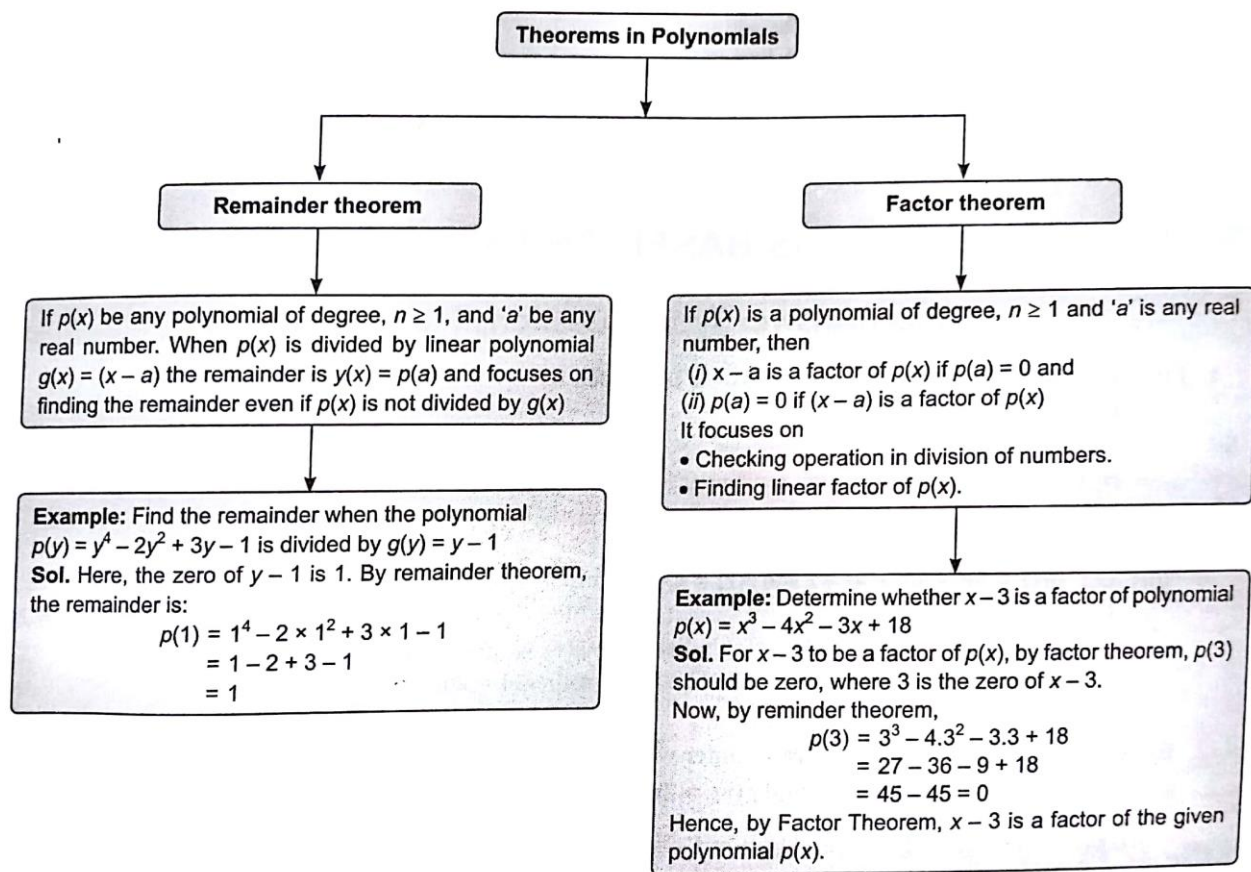 Theorems in Polynomials
Remainder theorem
If p(x) be any polynomial of degree, n ≥ 1, and ‘a’ be any
real number. When p(x) is divided by linear polynomial
g(x) = (x – a) the remainder is y(x) = p(a) and focuses on
finding the remainder even if p(x) is not divided by g(x)
Example: Find the remainder when the polynomial
p(y) = y⁴ – 2y² + 3y – 1 is divided by g(y) = y – 1
Sol. Here, the zero of y – 1 is 1. By remainder theorem,
the remainder is:
p(1) = 1⁴ – 2 × 1² + 3 × 1 – 1
= 1 – 2 + 3 – 1
= 1
Factor theorem
If p(x) is a polynomial of degree, n ≥ 1 and ‘a’ is any real
number, then
(i) x – a is a factor of p(x) if p(a) = 0 and
(ii) p(a) = 0 if (x – a) is a factor of p(x)
It focuses on
• Checking operation in division of numbers.
• Finding linear factor of p(x).
Example: Determine whether x – 3 is a factor of polynomial
p(x) = x³ – 4x² – 3x + 18
Sol. For x – 3 to be a factor of p(x), by factor theorem, p(3)
should be zero, where 3 is the zero of x – 3.
Now, by reminder theorem,
p(3) = 3³ – 4.3² – 3.3 + 18
= 27 – 36 – 9 + 18
= 45 – 45 = 0
Hence, by Factor Theorem, x – 3 is a factor of the given
polynomial p(x).